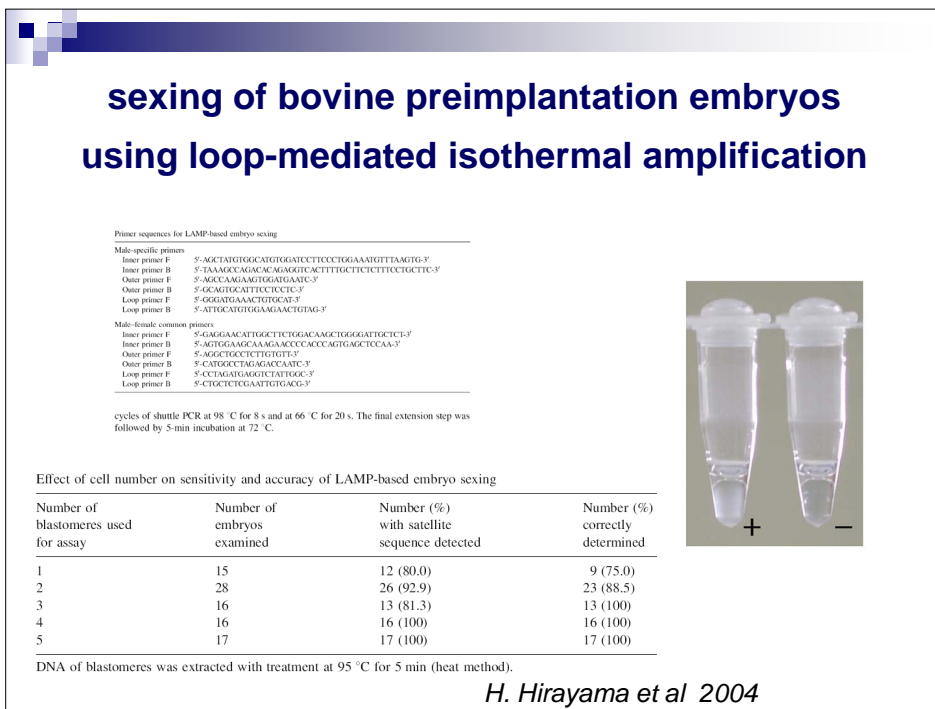 sexing of bovine preimplantation embryos
using loop-mediated isothermal amplification
Primer sequences for LAMP-based embryo sexing
Male-specific primers
Inner primer F 5′-AGCTATGTGGCATGTGGATCCTTCCCTGGAAATGTTTAAGTG-3′
Inner primer B 5′-TAAAGCCAGACACAGAGGTCACTTTTGCTTCTCTTTCCTGCTTC-3′
Outer primer F 5′-AGCCAAGAAGTGGATGAATC-3′
Outer primer B 5′-GCAGTGCATTTCCTCCTC-3′
Loop primer F 5′-GGGATGAAACTGTGCAT-3′
Loop primer B 5′-ATTGCATGTGGAAGAACTGTAG-3′
Male–female common primers
Inner primer F 5′-GAGGAACATTGGCTTCTGGACAAGCTGGGGATTGCTCT-3′
Inner primer B 5′-AGTGGAAGCAAAGAACCCCACCCAGTGAGCTCCAA-3′
Outer primer F 5′-AGGCTGCCTCTTGTGTT-3′
Outer primer B 5′-CATGGCCTAGAGACCAATC-3′
Loop primer F 5′-CCTAGATGAGGTCTATTGGC-3′
Loop primer B 5′-CTGCTCTCGAATTGTGACG-3′
cycles of shuttle PCR at 98 °C for 8 s and at 66 °C for 20 s. The final extension step was
followed by 5-min incubation at 72 °C.
+ −
Effect of cell number on sensitivity and accuracy of LAMP-based embryo sexing
Number of Number of Number (%) Number (%)
blastomeres used embryos with satellite correctly
for assay examined sequence detected determined
1 15 12 (80.0) 9 (75.0)
2 28 26 (92.9) 23 (88.5)
3 16 13 (81.3) 13 (100)
4 16 16 (100) 16 (100)
5 17 17 (100) 17 (100)
DNA of blastomeres was extracted with treatment at 95 °C for 5 min (heat method).
H. Hirayama et al 2004